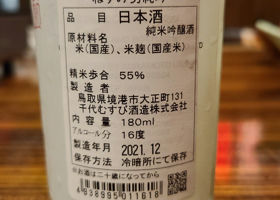 品目 日本酒
純米吟醸酒
原材料名
米(国産)、米麹(国産米)
精米歩合 55%
製造者
鳥取県境港市大正町131
千代むすび酒造株式会社
内容量 180ml
アルコール分 16度
製造年月 2021.12
保存方法 冷暗所にて保存
※お酒は二十歳になってから